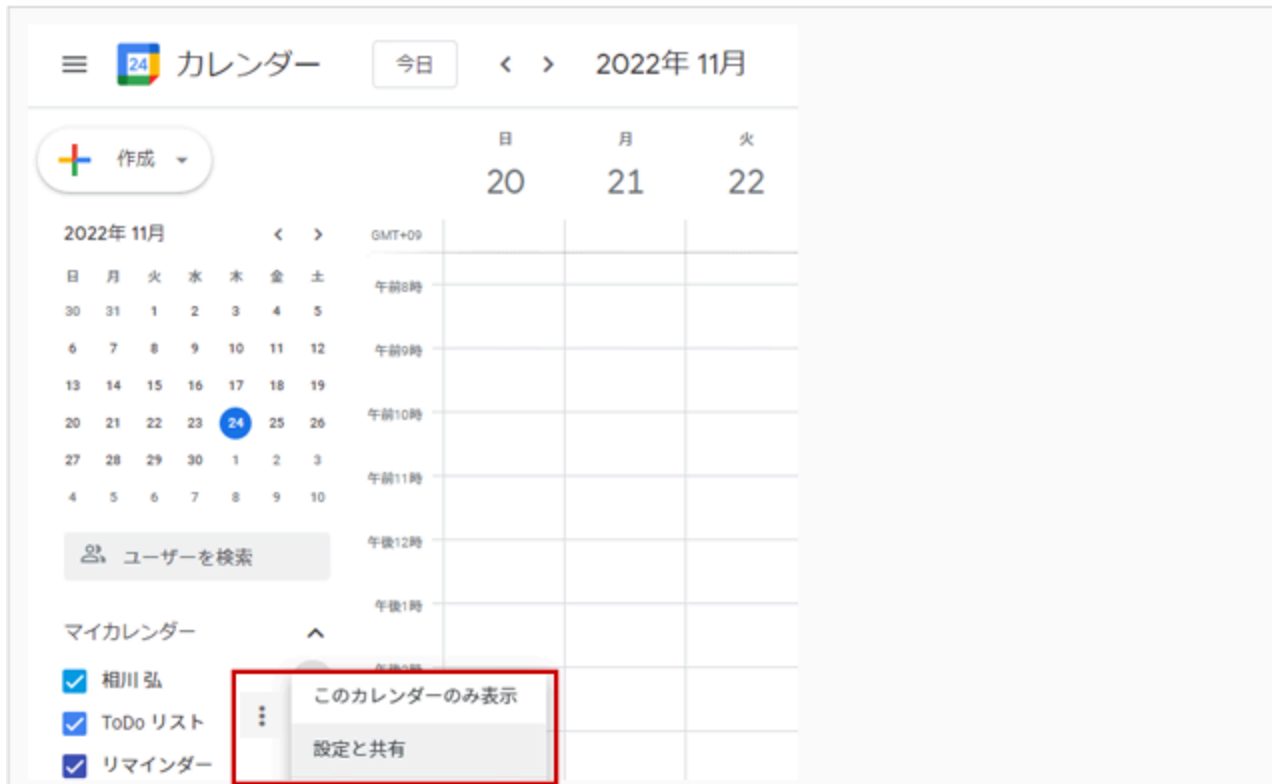 24 カレンダー 今日 2022年 11月
作成
日 月 火
20 21 22
2022年 11月
GMT+09
日 月 火 水 木 金 土
30 31 1 2 3 4 5
6 7 8 9 10 11 12
13 14 15 16 17 18 19
20 21 22 23 24 25 26
27 28 29 30 1 2 3
4 5 6 7 8 9 10
午前8時
午前9時
午前10時
午前11時
午後12時
午後1時
ユーザーを検索
マイカレンダー
相川 弘
ToDo リスト
リマインダー
このカレンダーのみ表示
設定と共有